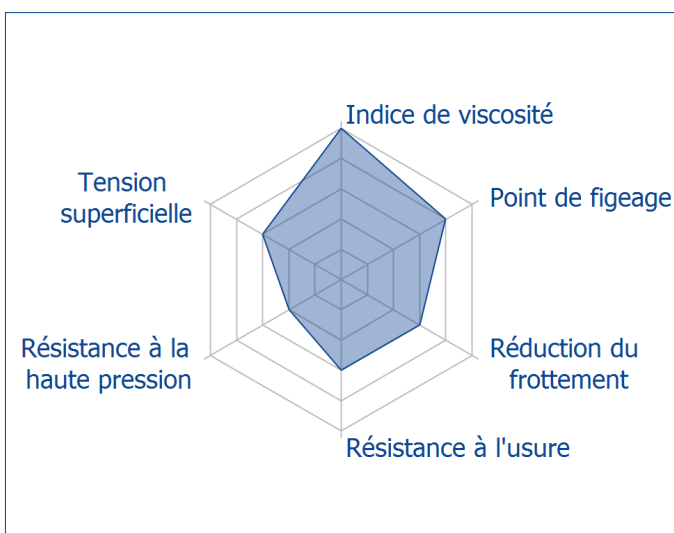 Indice de viscosité
Tension
superficielle
Point de figeage
Résistance à la
haute pression
Réduction du
frottement
Résistance à l'usure